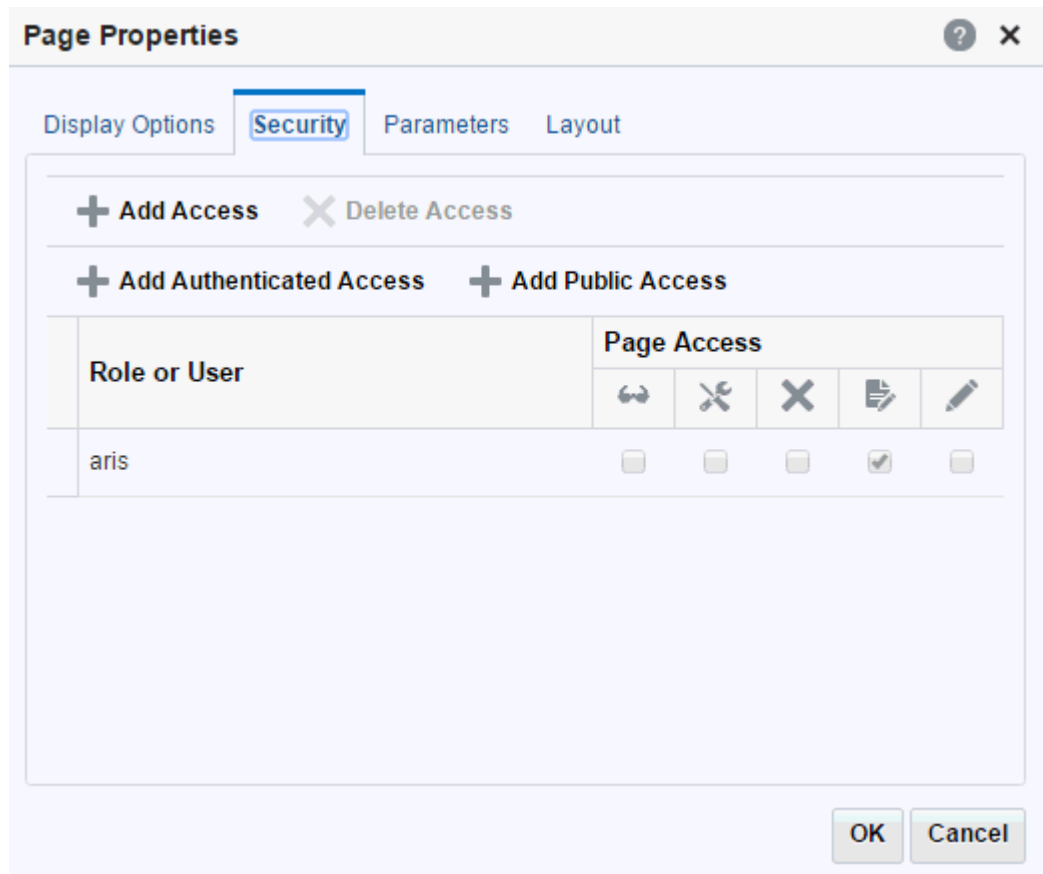 Page Properties
?
Display Options Security Parameters Layout
Add Access Delete Access
Add Authenticated Access Add Public Access
Role or User
Page Access
aris
OK Cancel